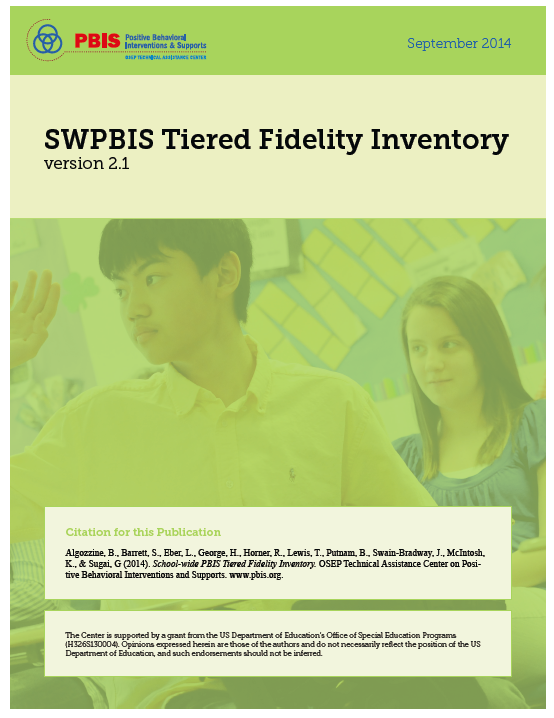 PBIS Positive Behavioral
Interventions & Supports
OSEP TECHNICAL ASSISTANCE CENTER
September 2014
SWPBIS Tiered Fidelity Inventory
version 2.1
Citation for this Publication
Algozzine, B., Barrett, S., Eber, L., George, H., Horner, R., Lewis, T., Putnam, B., Swain-Bradway, J., McIntosh,
K., & Sugai, G (2014). School-wide PBIS Tiered Fidelity Inventory. OSEP Technical Assistance Center on Posi-
tive Behavioral Interventions and Supports. www.pbis.org.
The Center is supported by a grant from the US Department of Education's Office of Special Education Programs
(H326S130004). Opinions expressed herein are those of the authors and do not necessarily reflect the position of the US
Department of Education, and such endorsements should not be inferred.